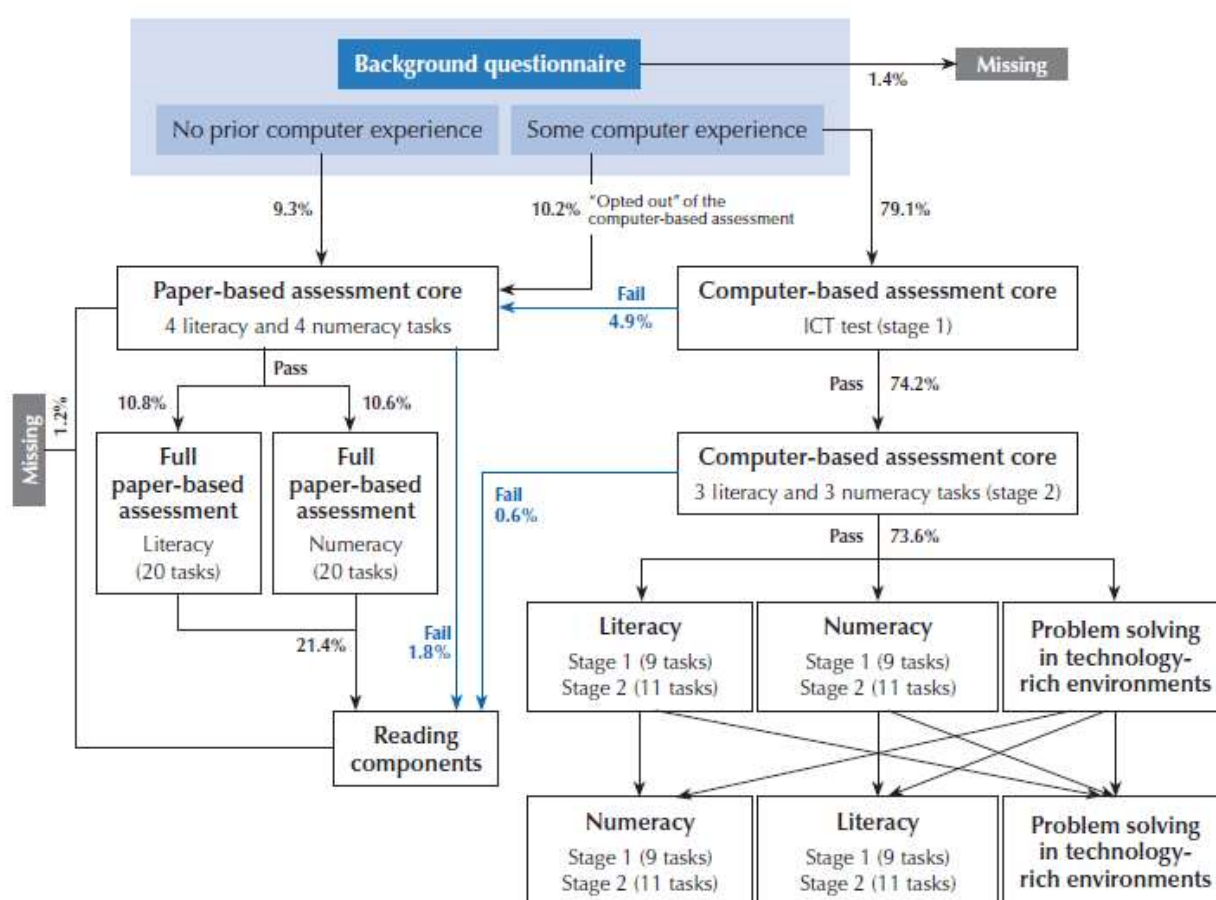 Background questionnaire
Missing
1.4%
No prior computer experience
Some computer experience
9.3%
10.2%
"Opted out" of the
computer-based assessment
79.1%
Paper-based assessment core
4 literacy and 4 numeracy tasks
Fail
4.9%
Computer-based assessment core
ICT test (stage 1)
Pass
Pass
74.2%
10.8%
10.6%
Missing
1.2%
Full
paper-based
assessment
Literacy
(20 tasks)
Full
paper-based
assessment
Numeracy
(20 tasks)
Computer-based assessment core
3 literacy and 3 numeracy tasks (stage 2)
Fail
0.6%
Pass
73.6%
21.4%
Fail
1.8%
Literacy
Stage 1 (9 tasks)
Stage 2 (11 tasks)
Numeracy
Stage 1 (9 tasks)
Stage 2 (11 tasks)
Problem solving
in technology-
rich environments
Reading
components
Numeracy
Stage 1 (9 tasks)
Stage 2 (11 tasks)
Literacy
Stage 1 (9 tasks)
Stage 2 (11 tasks)
Problem solving
in technology-
rich environments